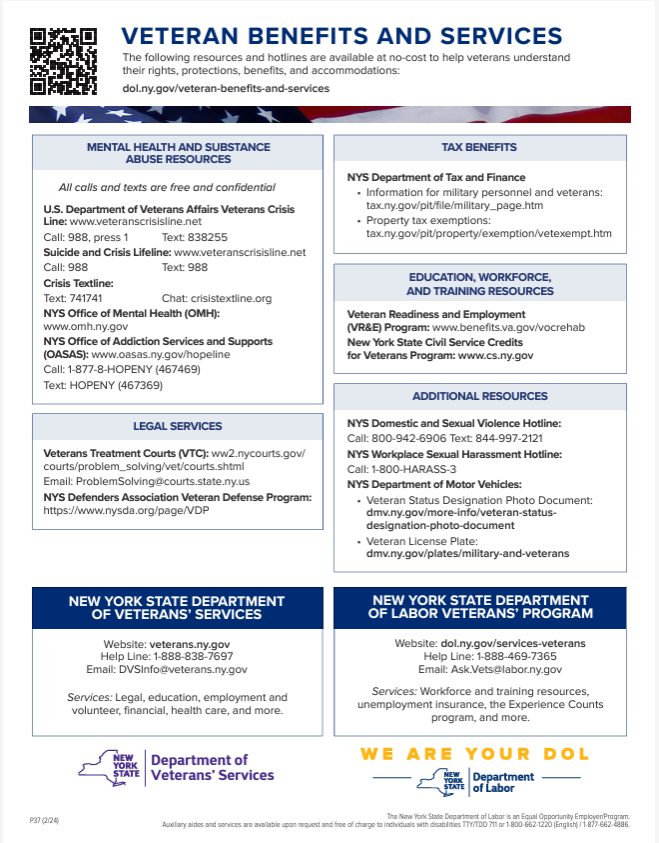 VETERAN BENEFITS AND SERVICES
The following resources and hotlines are available at no-cost to help veterans understand
their rights, protections, benefits, and accommodations:
dol.ny.gov/veteran-benefits-and-services
MENTAL HEALTH AND SUBSTANCE
ABUSE RESOURCES
All calls and texts are free and confidential
U.S. Department of Veterans Affairs Veterans Crisis
Line: www.veteranscrisisline.net
Call: 988, press 1 Text: 838255
Suicide and Crisis Lifeline: www.veteranscrisisline.net
Call: 988 Text: 988
Crisis Textline:
Text: 741741 Chat: crisistextline.org
NYS Office of Mental Health (OMH):
www.omh.ny.gov
NYS Office of Addiction Services and Supports
(OASAS): www.oasas.ny.gov/hopeline
Call: 1-877-8-HOPENY (467469)
Text: HOPENY (467369)
LEGAL SERVICES
Veterans Treatment Courts (VTC): ww2.nycourts.gov/
courts/problem_solving/vet/courts.shtml
Email: ProblemSolving@courts.state.ny.us
NYS Defenders Association Veteran Defense Program:
https://www.nysda.org/page/VDP
TAX BENEFITS
NYS Department of Tax and Finance
• Information for military personnel and veterans:
tax.ny.gov/pit/file/military_page.htm
• Property tax exemptions:
tax.ny.gov/pit/property/exemption/vetexempt.htm
EDUCATION, WORKFORCE,
AND TRAINING RESOURCES
Veteran Readiness and Employment
(VR&E) Program: www.benefits.va.gov/vocrehab
New York State Civil Service Credits
for Veterans Program: www.cs.ny.gov
ADDITIONAL RESOURCES
NYS Domestic and Sexual Violence Hotline:
Call: 800-942-6906 Text: 844-997-2121
NYS Workplace Sexual Harassment Hotline:
Call: 1-800-HARASS-3
NYS Department of Motor Vehicles:
• Veteran Status Designation Photo Document:
dmv.ny.gov/more-info/veteran-status-
designation-photo-document
• Veteran License Plate:
dmv.ny.gov/plates/military-and-veterans
NEW YORK STATE DEPARTMENT
OF VETERANS' SERVICES
Website: veterans.ny.gov
Help Line: 1-888-838-7697
Email: DVSInfo@veterans.ny.gov
Services: Legal, education, employment and
volunteer, financial, health care, and more.
NEW YORK STATE DEPARTMENT
OF LABOR VETERANS' PROGRAM
Website: dol.ny.gov/services-veterans
Help Line: 1-888-469-7365
Email: Ask.Vets@labor.ny.gov
Services: Workforce and training resources,
unemployment insurance, the Experience Counts
program, and more.
NEW
YORK
STATE
Department of
Veterans' Services
WE ARE YOUR DOL
NEW
YORK
STATE
Department
of Labor
P37 (2/24)
The New York State Department of Labor is an Equal Opportunity Employer/Program.
Auxiliary aides and services are available upon request and free of charge to individuals with disabilities TTY/TDD 711 or 1-800-662-1220 (English) / 1-877-662-4886.